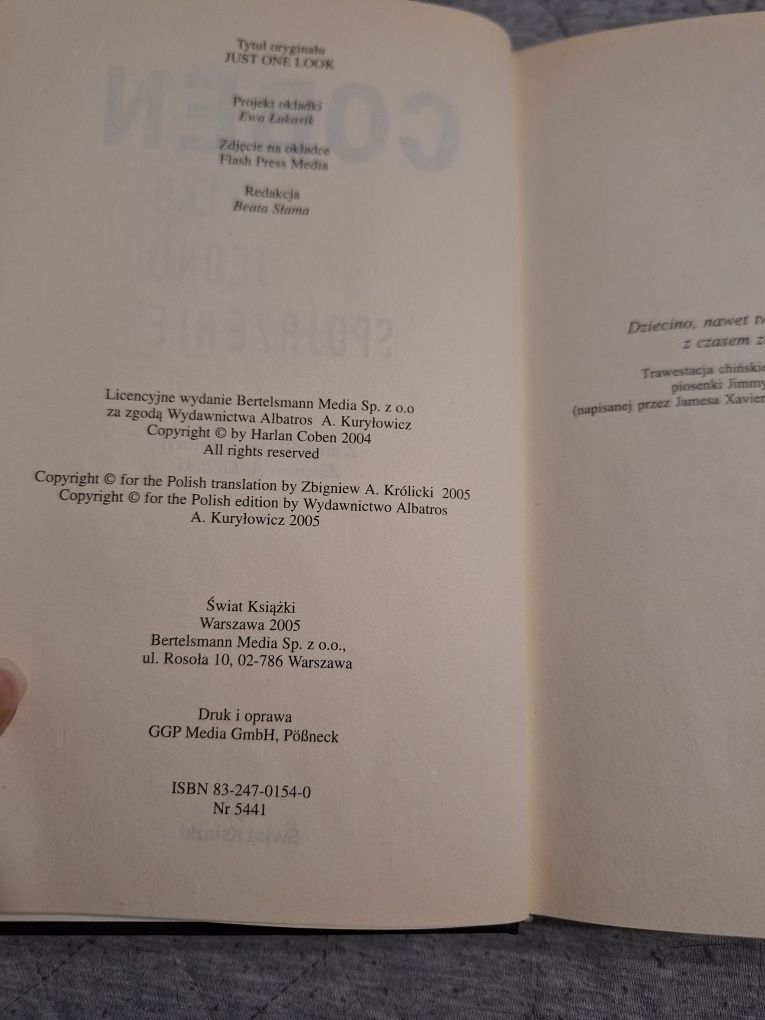 Tytuł oryginału
JUST ONE LOOK
Projekt okładki
Ewa Łukasik
Zdjęcie na okładce
Flash Press Media
Redakcja
Beata Słama
Licencyjne wydanie Bertelsmann Media Sp. z o.o
za zgodą Wydawnictwa Albatros A. Kuryłowicz
Copyright © by Harlan Coben 2004
All rights reserved
Copyright © for the Polish translation by Zbigniew A. Królicki 2005
Copyright © for the Polish edition by Wydawnictwo Albatros
A. Kuryłowicz 2005
Świat Książki
Warszawa 2005
Bertelsmann Media Sp. z o.o.,
ul. Rosoła 10, 02-786 Warszawa
Druk i oprawa
GGP Media GmbH, Pößneck
ISBN 83-247-0154-0
Nr 5441
Dziecino, nawet
z czasem
Trawestacja
piosenki
(napisanej przez Jamesa